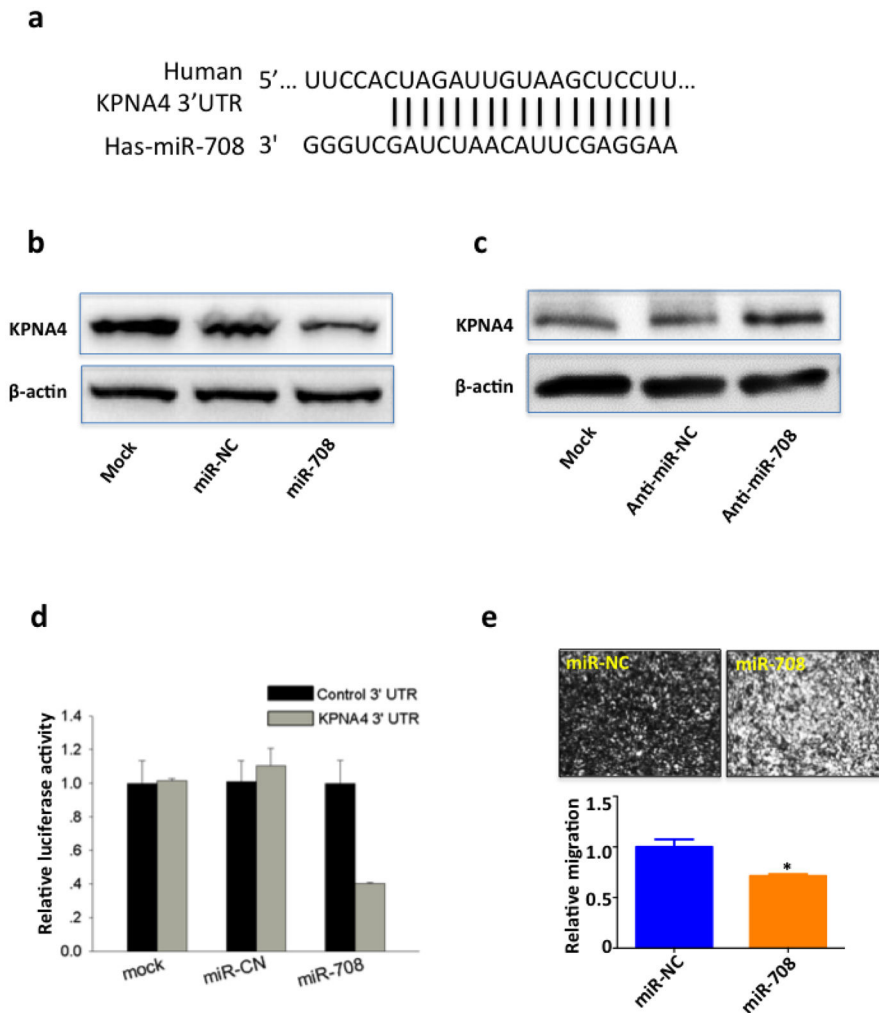 a
Human
KPNA4 3'UTR
5'... UUCCACUAGAUUGUAAGCUCCUU...
Has-miR-708 3' GGGUCGAUCUAACAUUCGAGGAA
b
KPNA4
β-actin
Mock
miR-NC
miR-708
c
KPNA4
β-actin
Mock
Anti-miR-NC
Anti-miR-708
d
Control 3' UTR
KPNA4 3' UTR
Relative luciferase activity
1.4
1.2
1.0
.8
.6
.4
.2
0.0
mock
miR-CN
miR-708
e
miR-NC
miR-708
Relative migration
1.5
1.0
0.5
0
*
miR-NC
miR-708